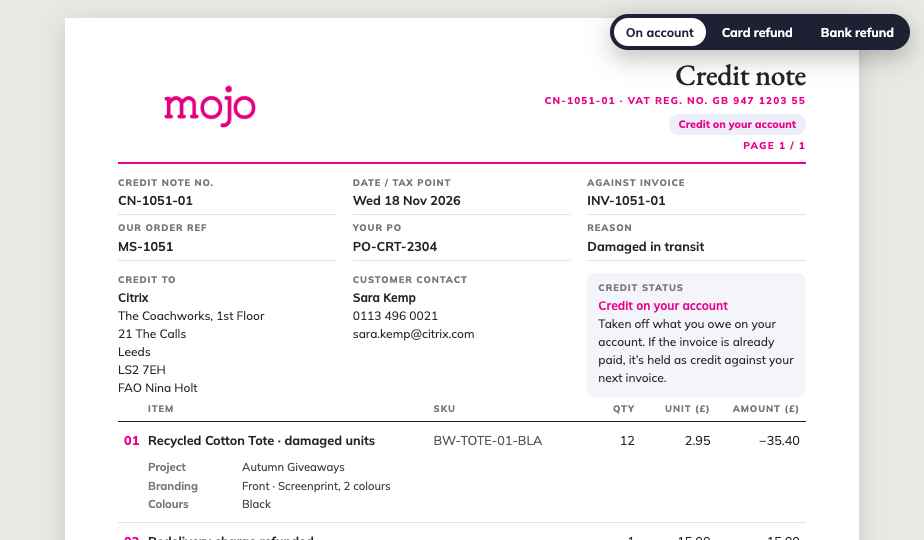 On account Card refund Bank refund
mojo
Credit note
CN-1051-01 · VAT REG. NO. GB 947 1203 55
Credit on your account
PAGE 1 / 1
CREDIT NOTE NO. DATE / TAX POINT AGAINST INVOICE
CN-1051-01 Wed 18 Nov 2026 INV-1051-01
OUR ORDER REF YOUR PO REASON
MS-1051 PO-CRT-2304 Damaged in transit
CREDIT TO
Citrix
The Coachworks, 1st Floor
21 The Calls
Leeds
LS2 7EH
FAO Nina Holt
CUSTOMER CONTACT
Sara Kemp
0113 496 0021
sara.kemp@citrix.com
CREDIT STATUS
Credit on your account
Taken off what you owe on your
account. If the invoice is already
paid, it's held as credit against your
next invoice.
ITEM SKU QTY UNIT (£) AMOUNT (£)
01 Recycled Cotton Tote · damaged units BW-TOTE-01-BLA 12 2.95 −35.40
Project Autumn Giveaways
Branding Front · Screenprint, 2 colours
Colours Black